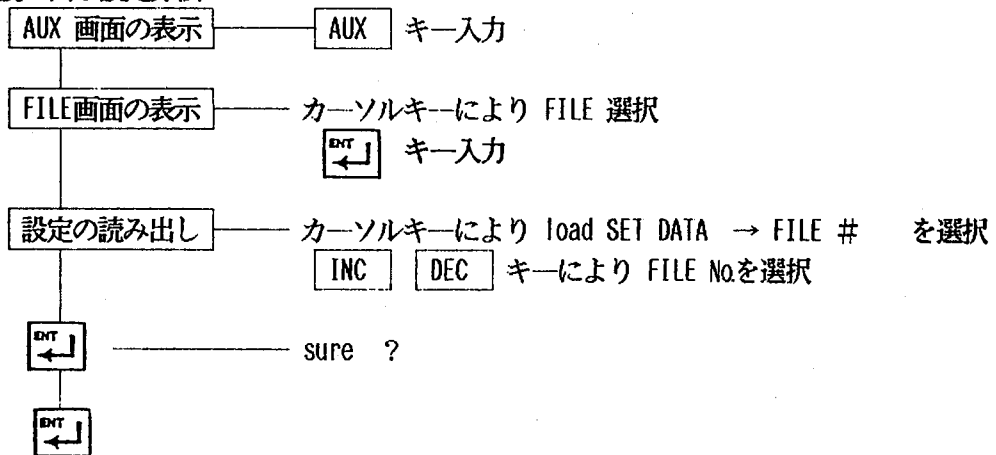 AUX 画面の表示 AUX キー入力
FILE画面の表示 カーソルキーにより FILE 選択
ENT キー入力
設定の読み出し カーソルキーにより load SET DATA → FILE # を選択
INC DEC キーにより FILE No.を選択
ENT sure ?
ENT